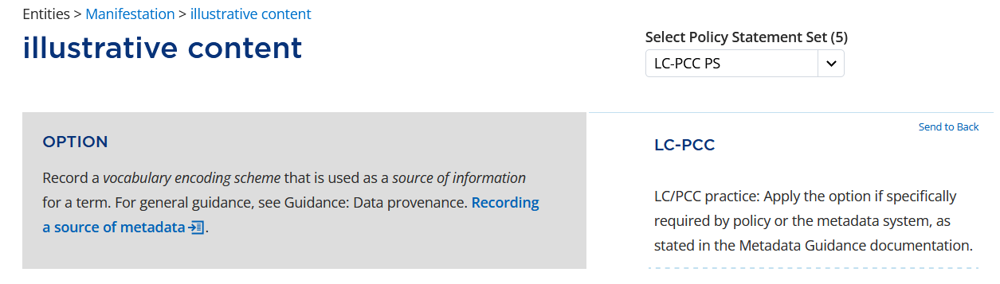 Entities > Manifestation > illustrative content
illustrative content
Select Policy Statement Set (5)
LC-PCC PS
OPTION
Record a vocabulary encoding scheme that is used as a source of information
for a term. For general guidance, see Guidance: Data provenance. Recording
a source of metadata.
Send to Back
LC-PCC
LC/PCC practice: Apply the option if specifically
required by policy or the metadata system, as
stated in the Metadata Guidance documentation.